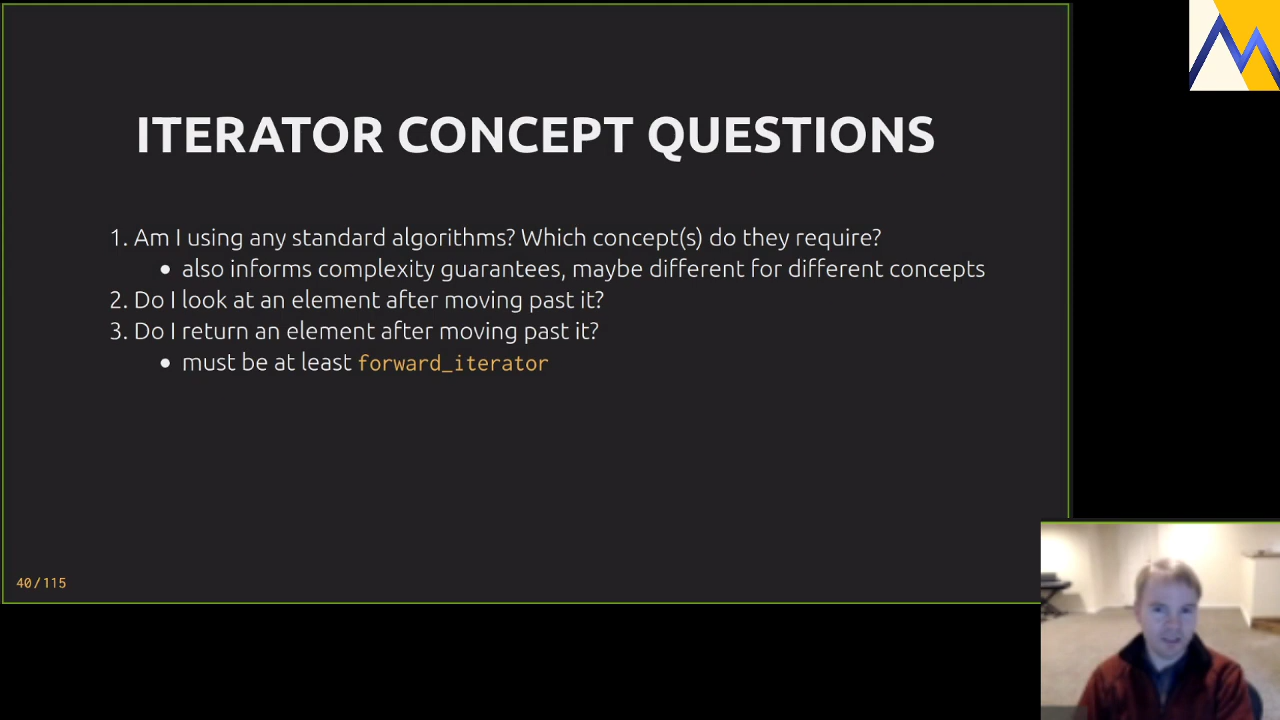 ITERATOR CONCEPT QUESTIONS
1. Am I using any standard algorithms? Which concept(s) do they require?
• also informs complexity guarantees, maybe different for different concepts
2. Do I look at an element after moving past it?
3. Do I return an element after moving past it?
• must be at least forward_iterator
40/115